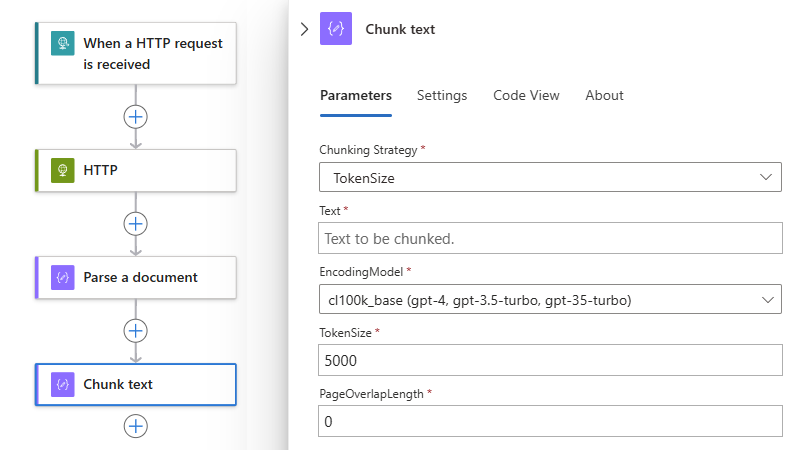 When a HTTP request
is received
HTTP
Parse a document
Chunk text
Chunk text
Parameters Settings Code View About
Chunking Strategy *
TokenSize
Text *
Text to be chunked.
EncodingModel *
cl100k_base (gpt-4, gpt-3.5-turbo, gpt-35-turbo)
TokenSize *
5000
PageOverlapLength *
0